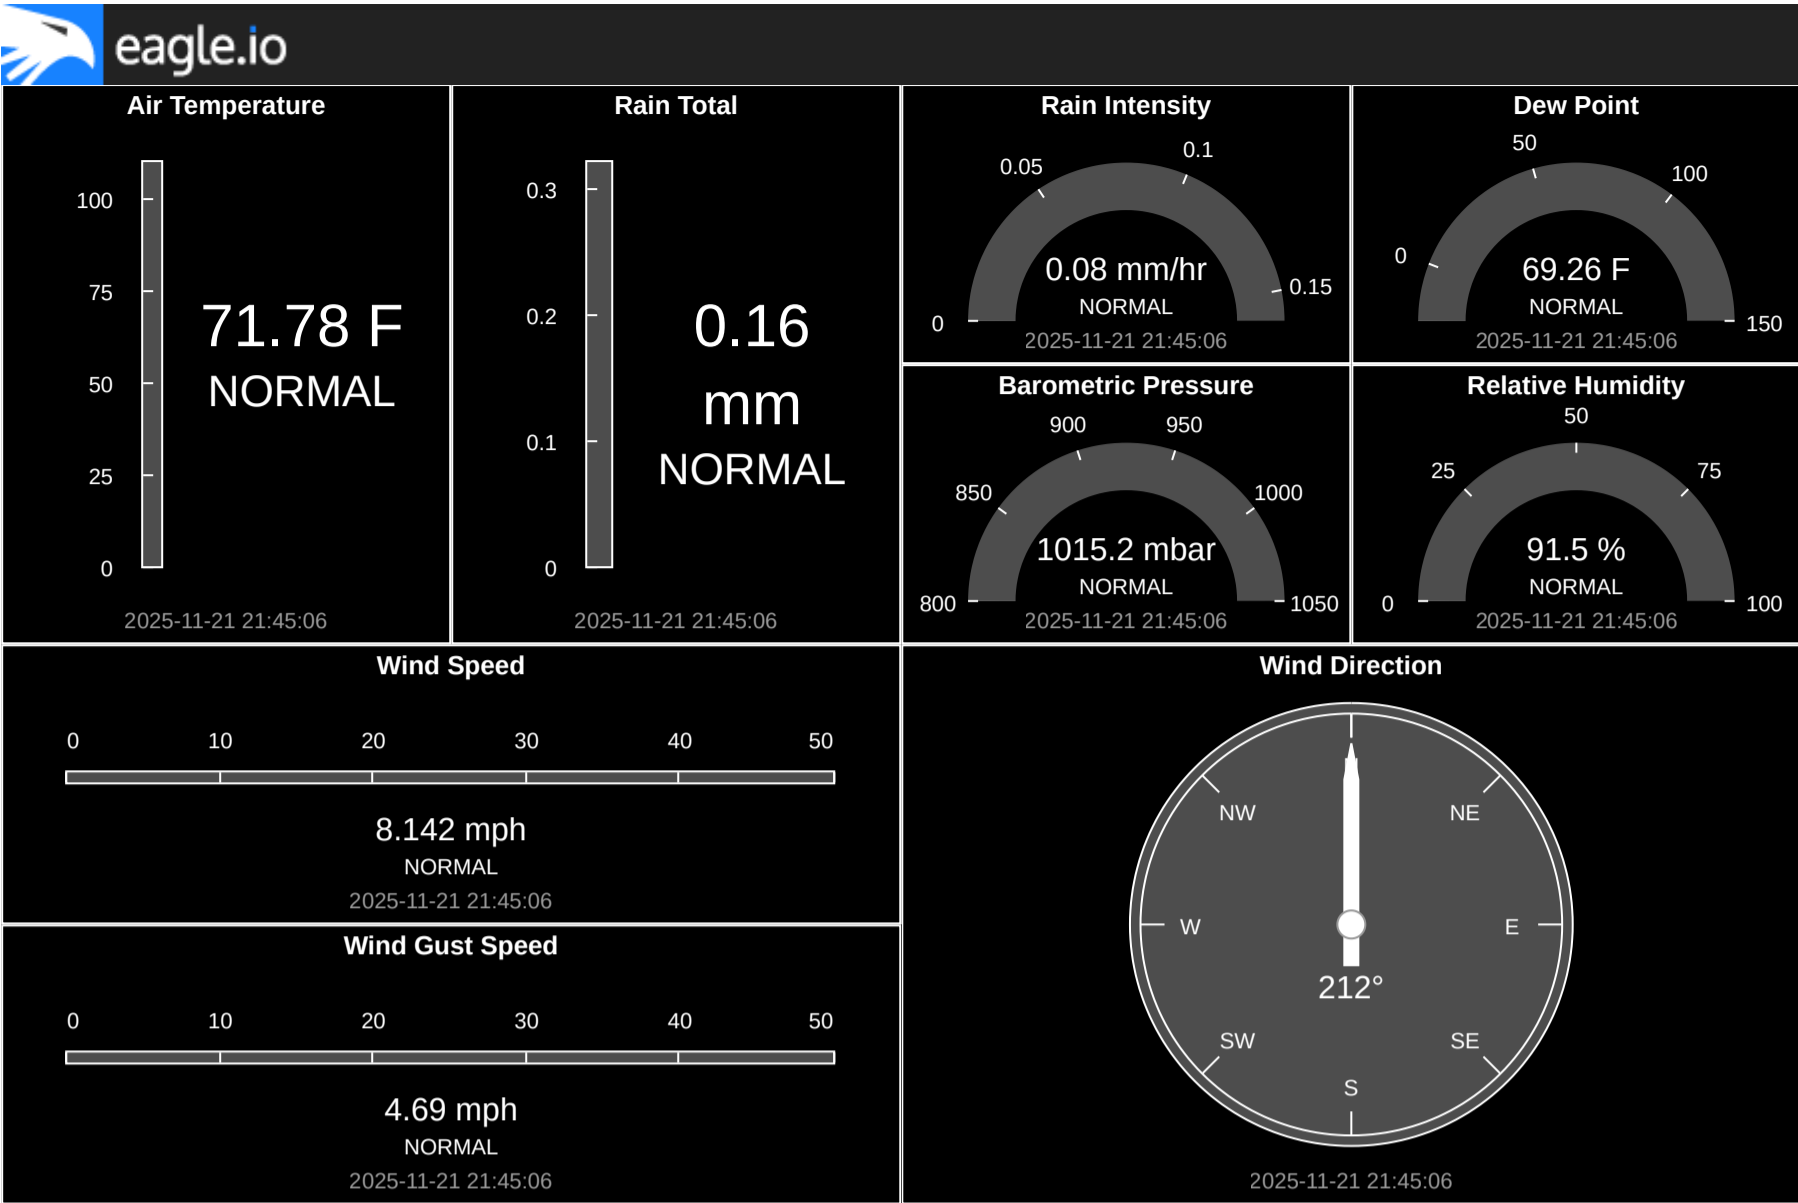 eagle.io
Air Temperature
100
75
50
25
0
71.78 F
NORMAL
2025-11-21 21:45:06
Rain Total
0.3
0.2
0.1
0
0.16
mm
NORMAL
2025-11-21 21:45:06
Rain Intensity
0
0.05
0.1
0.15
0.08 mm/hr
NORMAL
2025-11-21 21:45:06
Dew Point
0
50
100
150
69.26 F
NORMAL
2025-11-21 21:45:06
Barometric Pressure
800
850
900
950
1000
1050
1015.2 mbar
NORMAL
2025-11-21 21:45:06
Relative Humidity
0
25
50
75
100
91.5 %
NORMAL
2025-11-21 21:45:06
Wind Speed
0 10 20 30 40 50
8.142 mph
NORMAL
2025-11-21 21:45:06
Wind Gust Speed
0 10 20 30 40 50
4.69 mph
NORMAL
2025-11-21 21:45:06
Wind Direction
NW NE
W E
212°
SW SE
S
2025-11-21 21:45:06